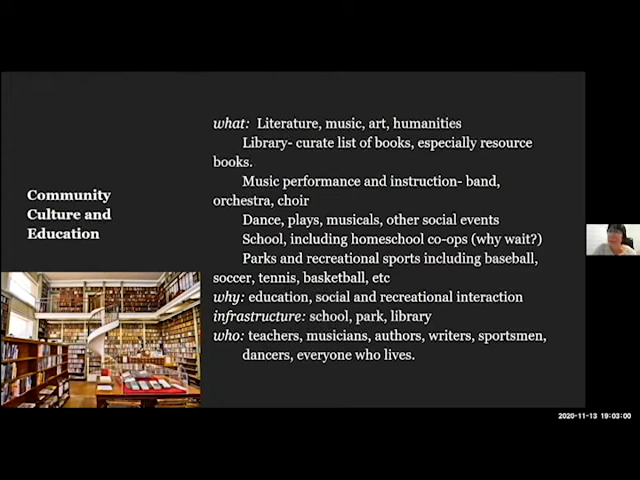 Community
Culture and
Education
what: Literature, music, art, humanities
Library- curate list of books, especially resource
books.
Music performance and instruction- band,
orchestra, choir
Dance, plays, musicals, other social events
School, including homeschool co-ops (why wait?)
Parks and recreational sports including baseball,
soccer, tennis, basketball, etc
why: education, social and recreational interaction
infrastructure: school, park, library
who: teachers, musicians, authors, writers, sportsmen,
dancers, everyone who lives.
2020-11-13 19:03:00